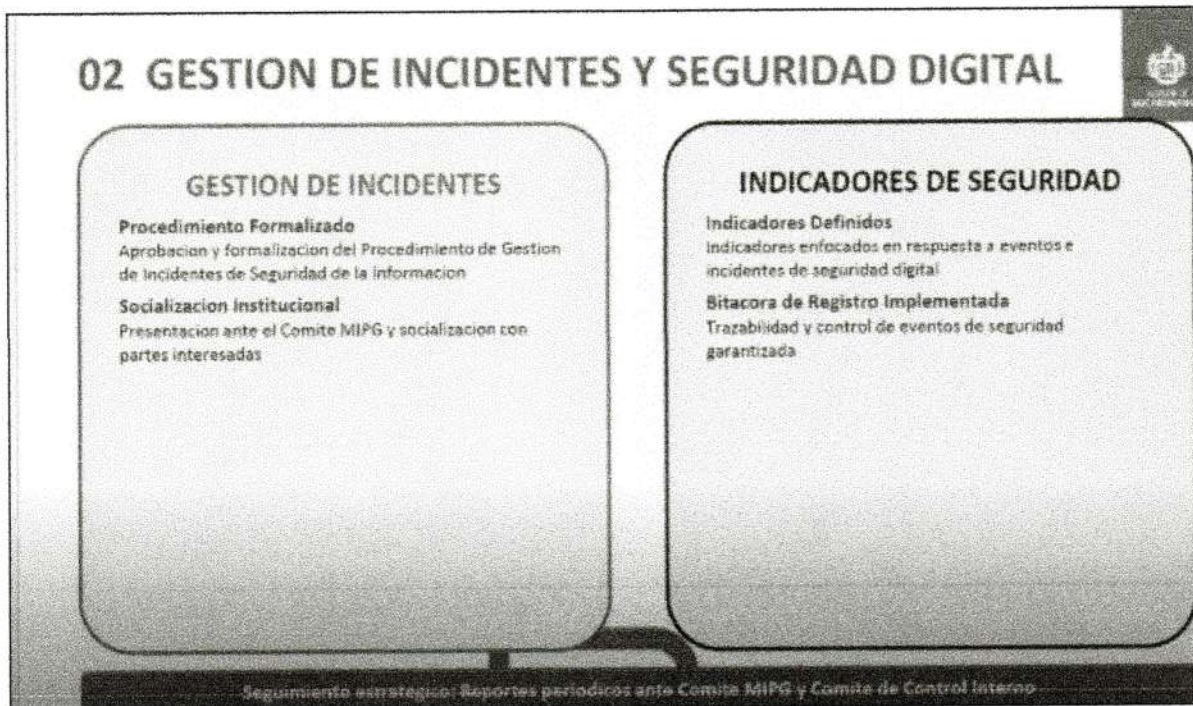 02 GESTION DE INCIDENTES Y SEGURIDAD DIGITAL
GESTION DE INCIDENTES
Procedimiento Formalizado
Aprobacion y formalizacion del Procedimiento de Gestion
de Incidentes de Seguridad de la Informacion
Socializacion Institucional
Presentacion ante el Comite MIPG y socializacion con
partes interesadas
INDICADORES DE SEGURIDAD
Indicadores Definidos
Indicadores enfocados en respuesta a eventos e
incidentes de seguridad digital
Bitacora de Registro Implementada
Trazabilidad y control de eventos de seguridad
garantizada
Seguimiento estrategico: Reportes periodicos ante Comite MIPG y Comite de Control Interno